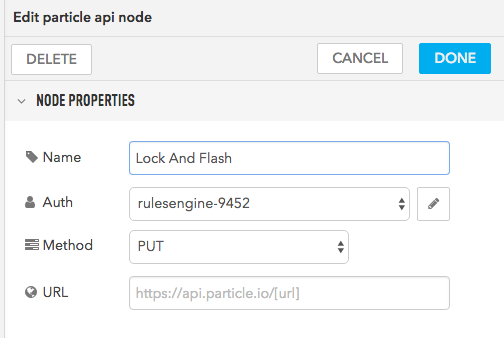 Edit particle api node
DELETE
CANCEL
DONE
NODE PROPERTIES
Name
Lock And Flash
Auth
rulesengine-9452
Method
PUT
URL
https://api.particle.io/[url]